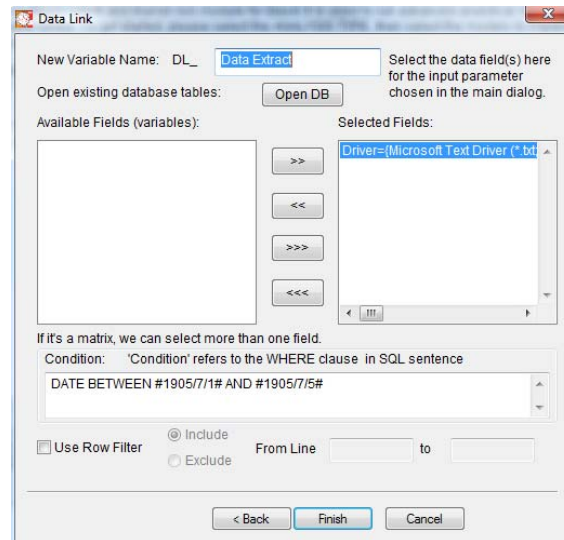 Data Link
New Variable Name: DL_ Data Extract
Select the data field(s) here
for the input parameter
chosen in the main dialog.
Open existing database tables: Open DB
Available Fields (variables):
Selected Fields:
Driver={Microsoft Text Driver (*.txt
>>
<<
>>>
<<<
If it's a matrix, we can select more than one field.
Condition: 'Condition' refers to the WHERE clause in SQL sentence
DATE BETWEEN #1905/7/1# AND #1905/7/5#
Use Row Filter
Include
Exclude
From Line to
< Back Finish Cancel